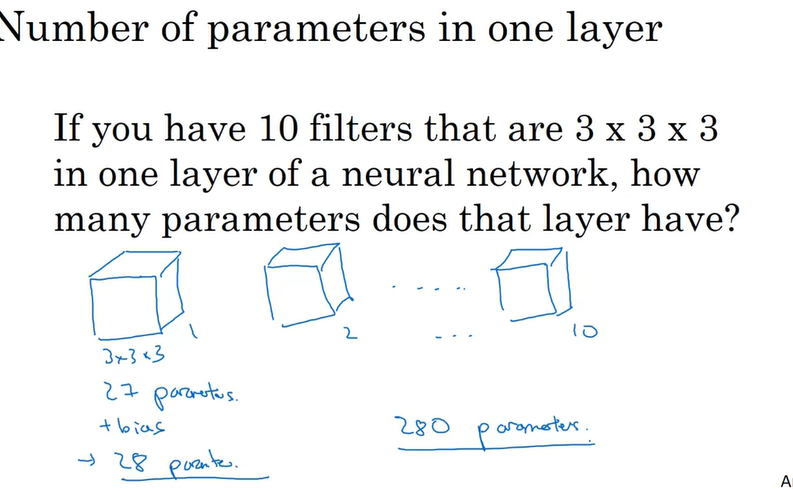 Number of parameters in one layer
If you have 10 filters that are 3 x 3 x 3
in one layer of a neural network, how
many parameters does that layer have?
1
2
10
3x3x3
27 parameters.
+ bias
→ 28
280 parameters.